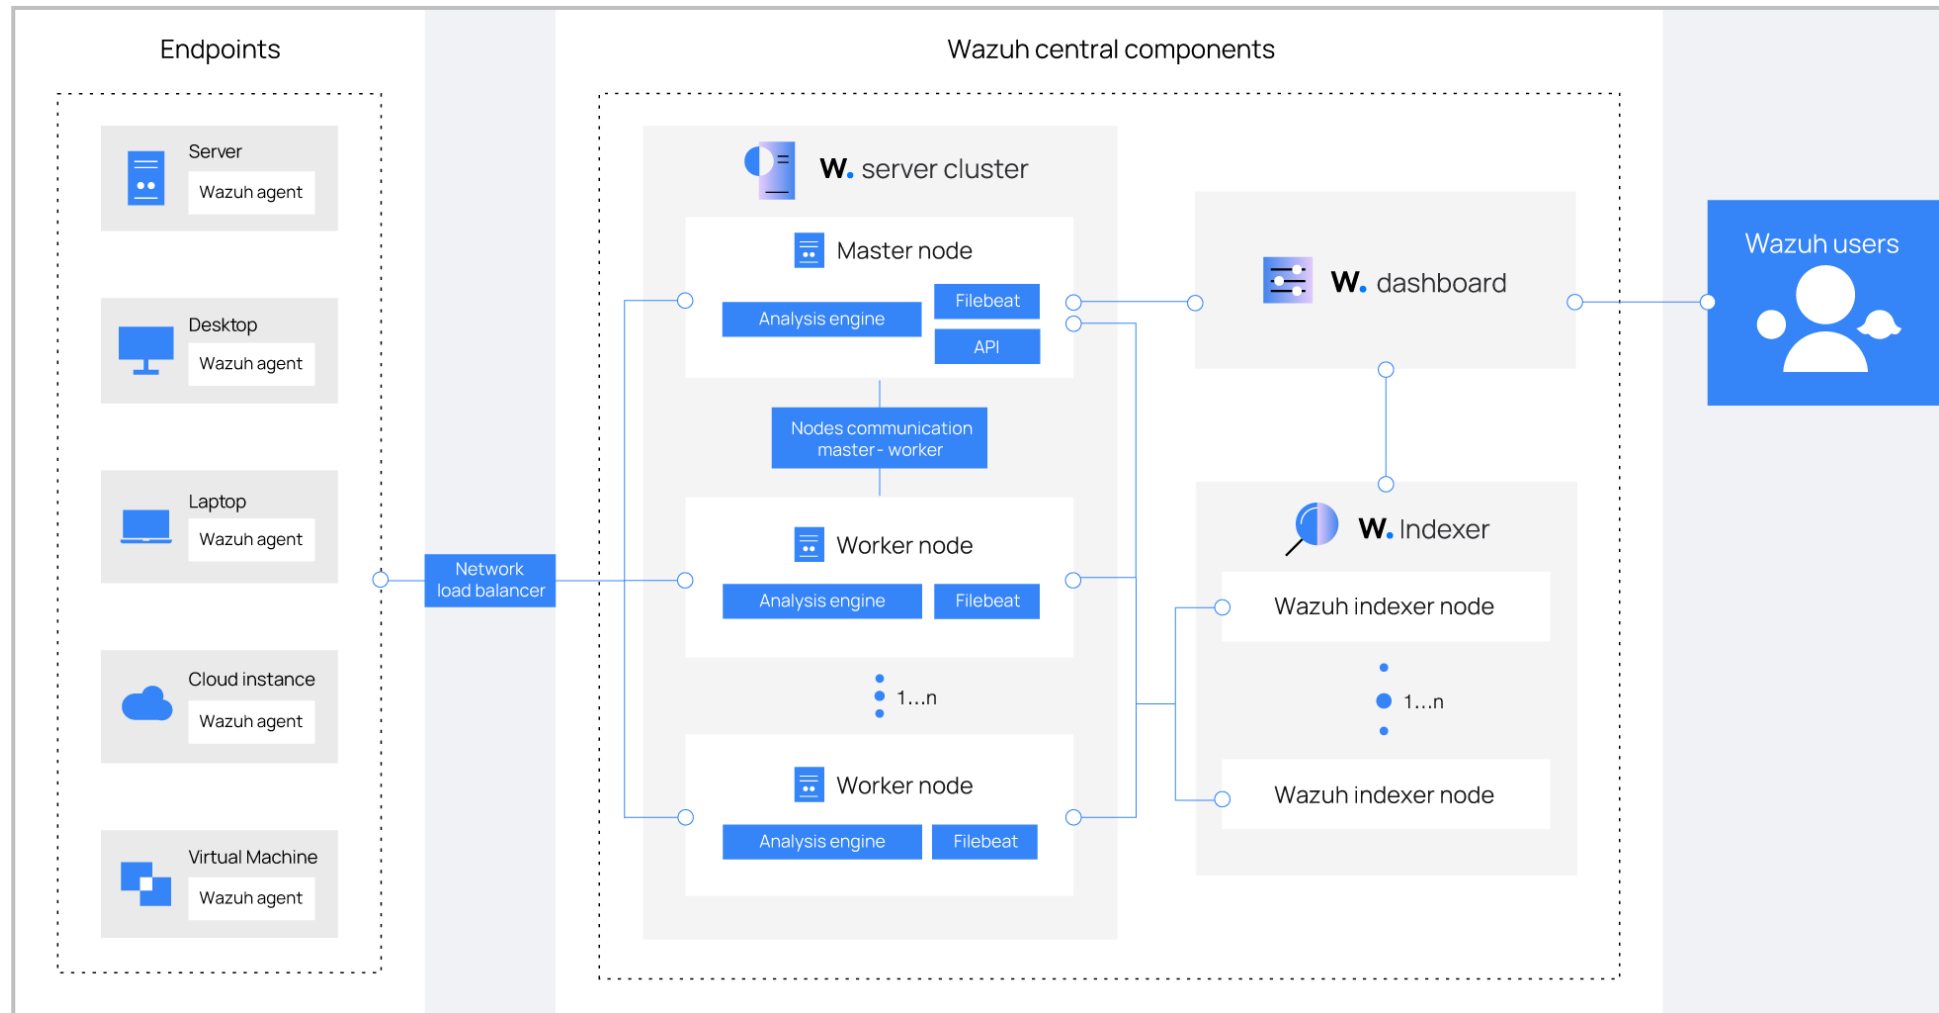 Endpoints
Server
Wazuh agent
Desktop
Wazuh agent
Laptop
Wazuh agent
Cloud instance
Wazuh agent
Virtual Machine
Wazuh agent
Network
load balancer
Wazuh central components
W. server cluster
Master node
Analysis engine
Filebeat
API
Nodes communication
master- worker
Worker node
Analysis engine
Filebeat
1...n
Worker node
Analysis engine
Filebeat
W. dashboard
W. Indexer
Wazuh indexer node
1...n
Wazuh indexer node
Wazuh users